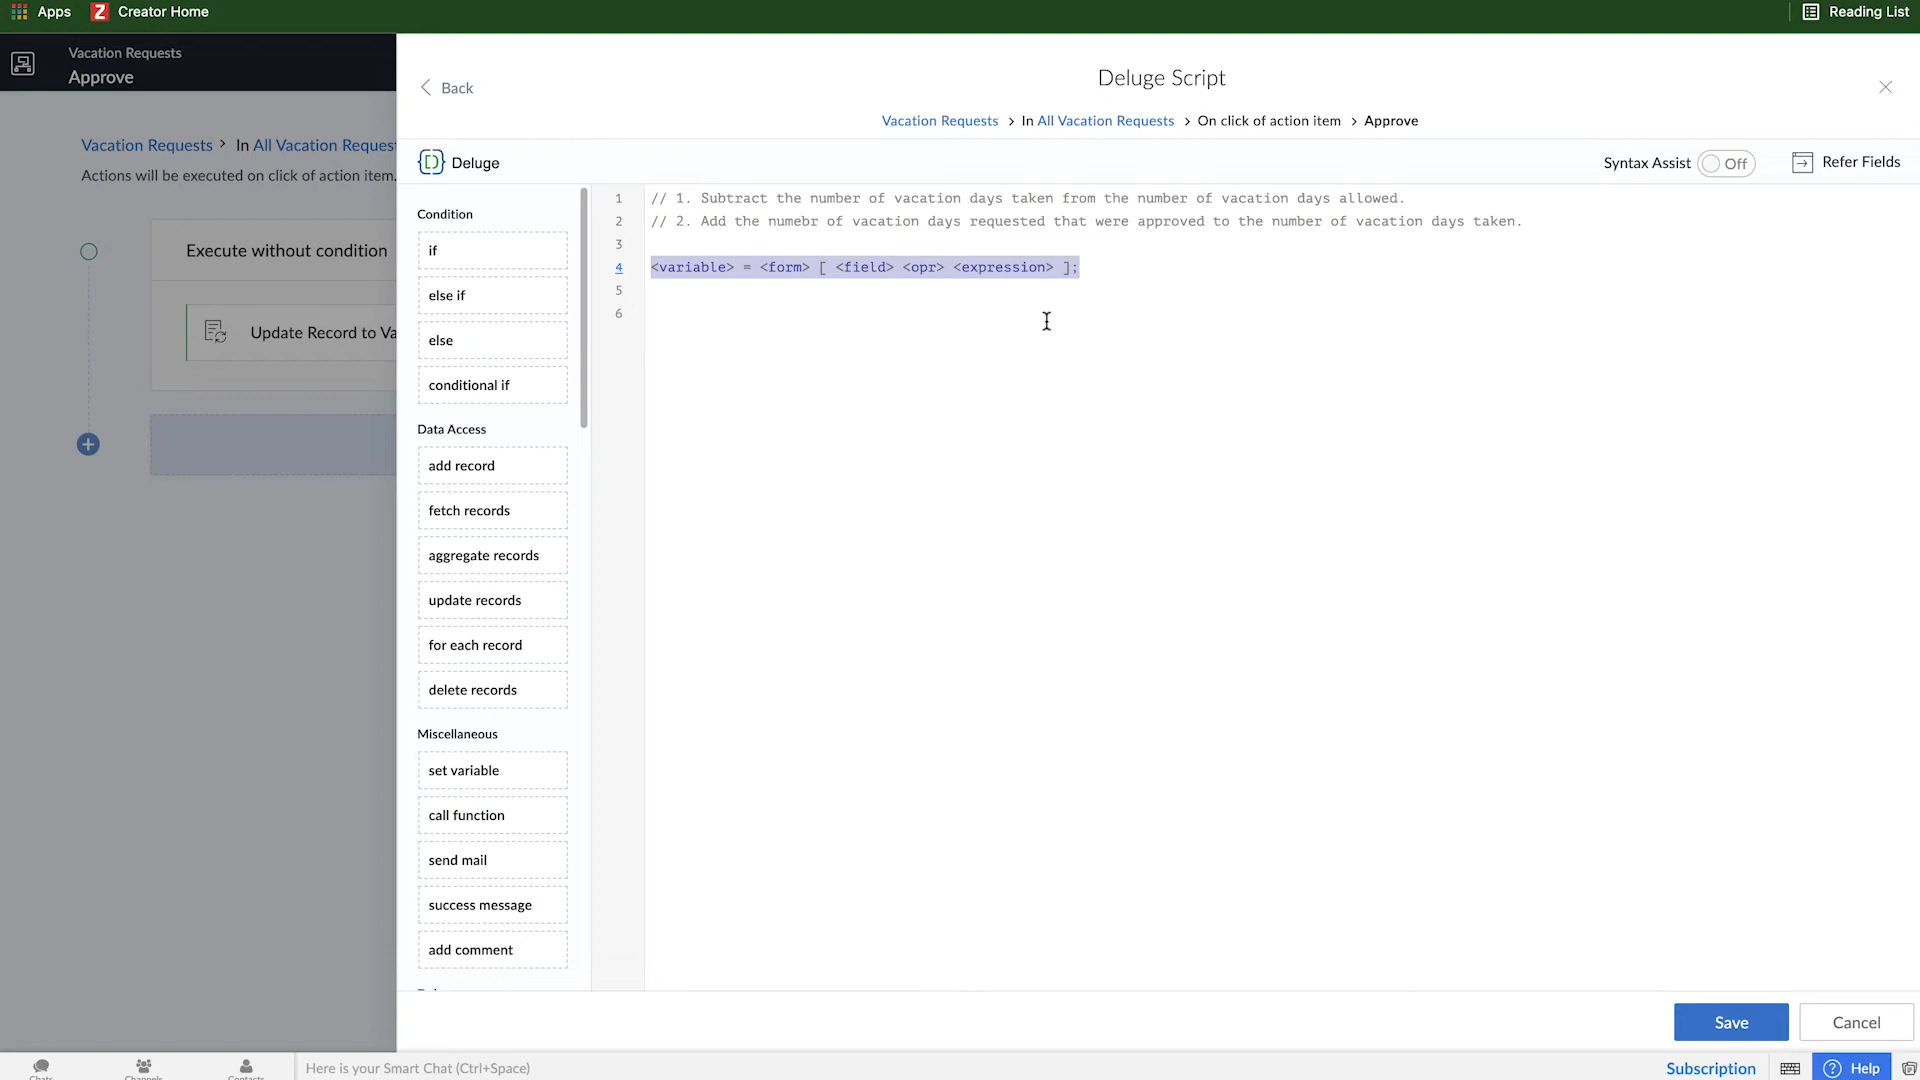 Apps
Creator Home
Reading List
Vacation Requests
Approve
Vacation Requests > In All Vacation Reques
Actions will be executed on click of action item.
Execute without condition
Update Record to Va
Back
Deluge Script
Vacation Requests > In All Vacation Requests > On click of action item > Approve
Deluge
Syntax Assist
Off
Refer Fields
Condition
if
else if
else
conditional if
Data Access
add record
fetch records
aggregate records
update records
for each record
delete records
Miscellaneous
set variable
call function
send mail
success message
add comment
1 // 1. Subtract the number of vacation days taken from the number of vacation days allowed.
2 // 2. Add the numebr of vacation days requested that were approved to the number of vacation days taken.
3
4 <variable> = <form> [ <field> <opr> <expression> ];
5
6
Save
Cancel
Chats
Channels
Contacts
Here is your Smart Chat (Ctrl+Space)
Subscription
Help